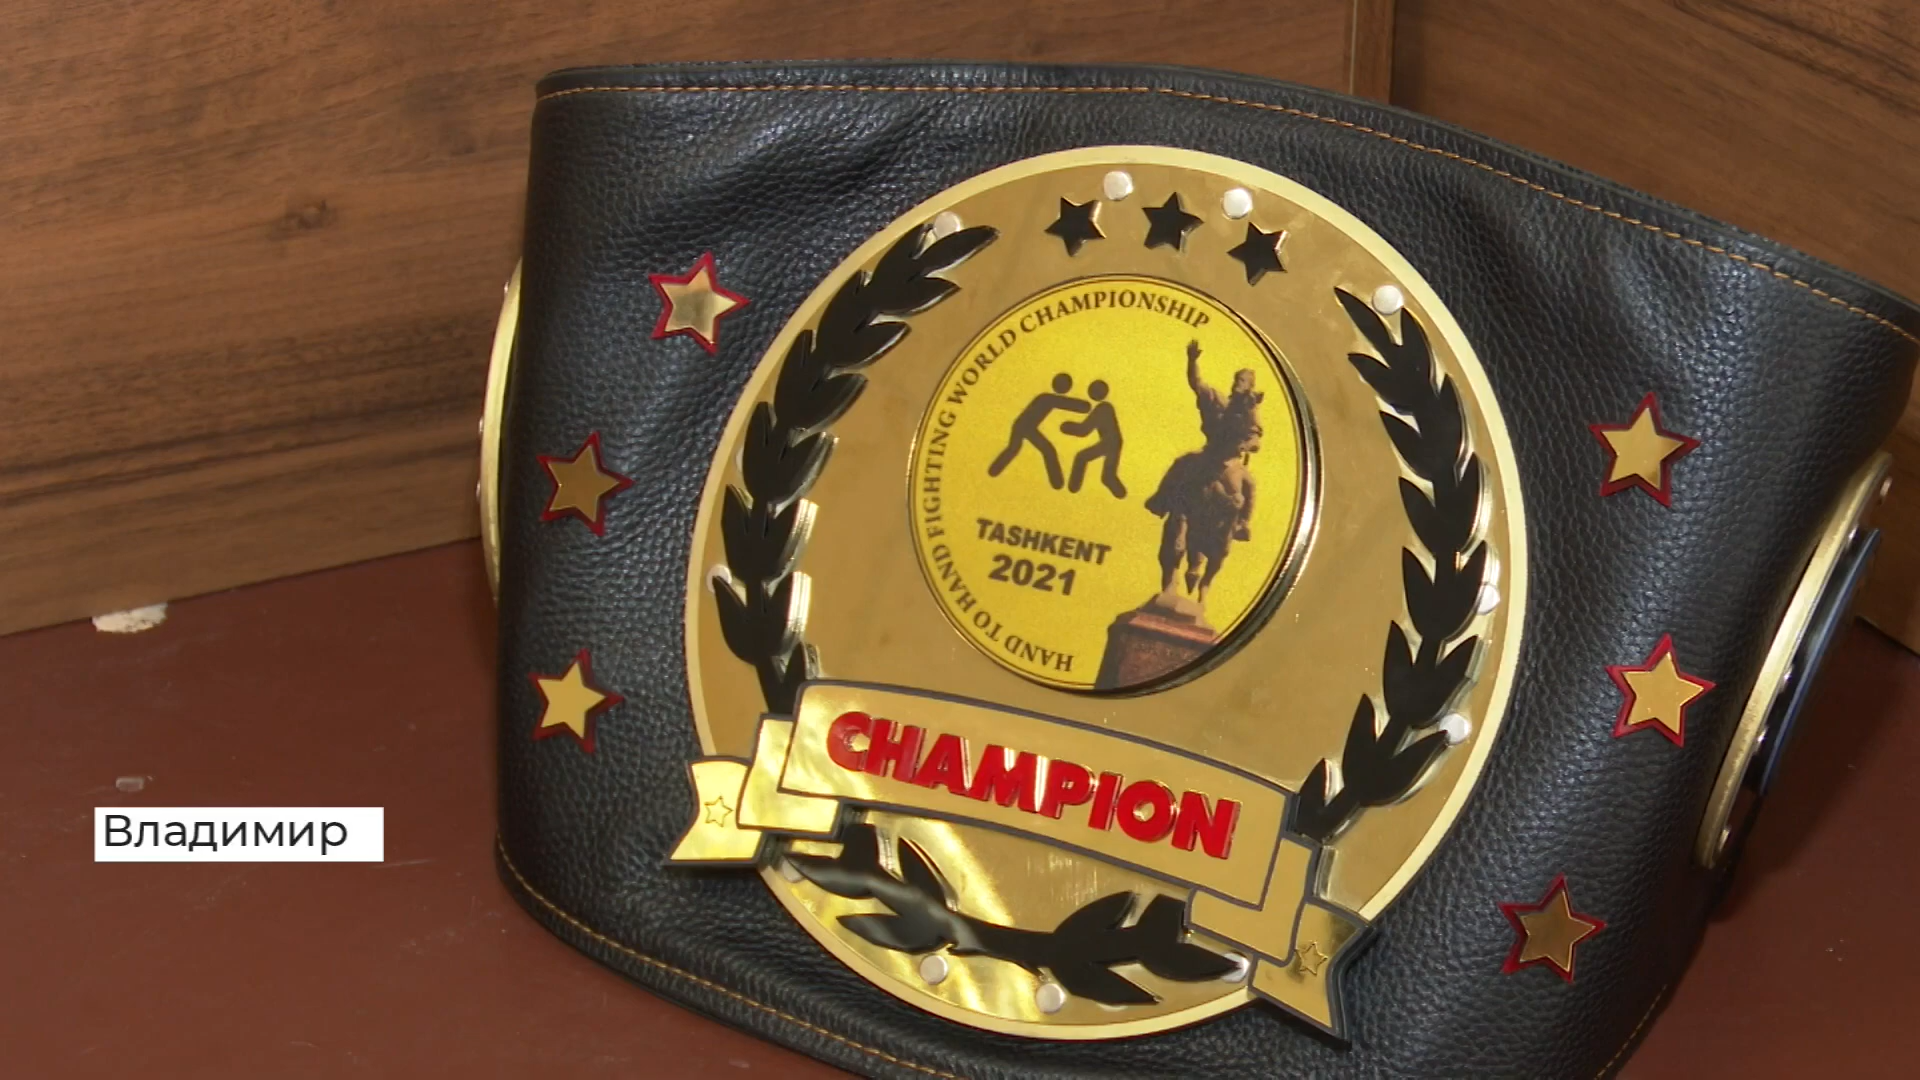 HAND TO HAND FIGHTING WORLD CHAMPIONSHIP
TASHKENT
2021
CHAMPION
Владимир